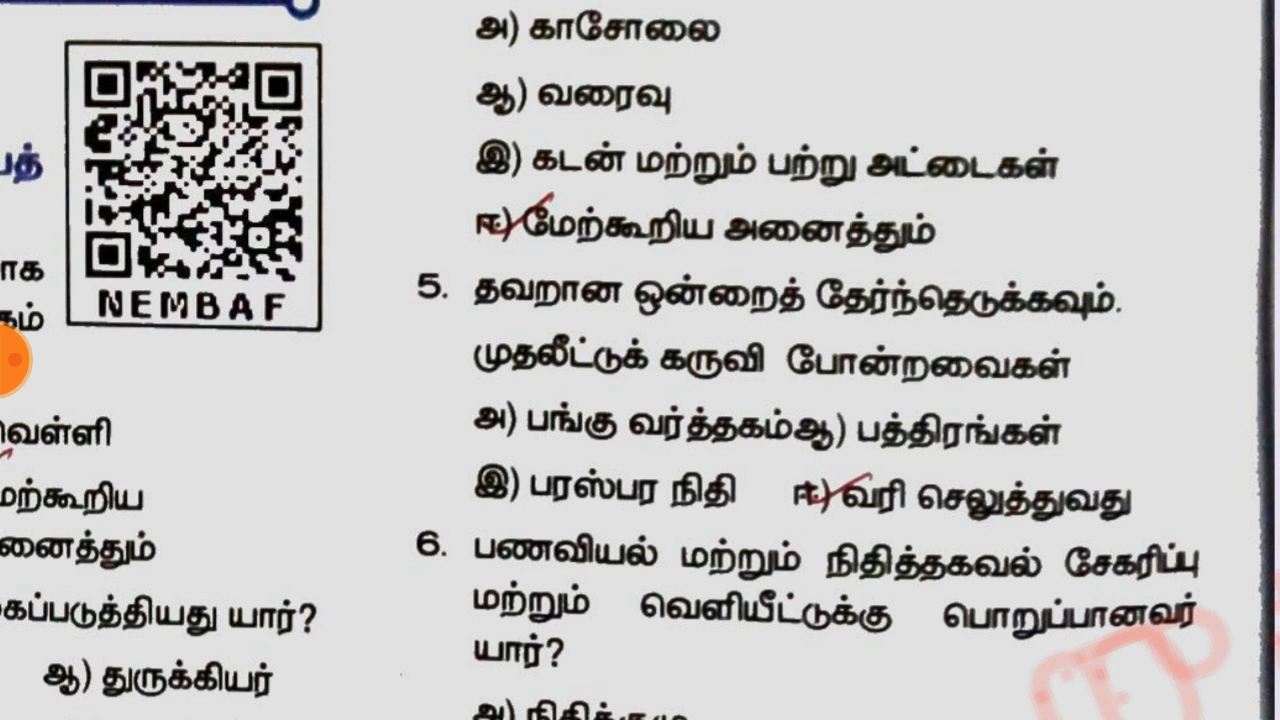 பத்
ாக
கம்
NEMBAF
வெள்ளி
மற்கூறிய
னைத்தும்
கப்படுத்தியது யார்?
ஆ) துருக்கியர்
அ) காசோலை
ஆ) வரைவு
இ) கடன் மற்றும் பற்று அட்டைகள்
ஈ) மேற்கூறிய அனைத்தும்
5. தவறான ஒன்றைத் தேர்ந்தெடுக்கவும்.
முதலீட்டுக் கருவி போன்றவைகள்
அ) பங்கு வர்த்தகம்ஆ) பத்திரங்கள்
இ) பரஸ்பர நிதி ஈ) வரி செலுத்துவது
6. பணவியல் மற்றும் நிதித்தகவல் சேகரிப்பு
மற்றும் வெளியீட்டுக்கு பொறுப்பானவர்
யார்?
அ)